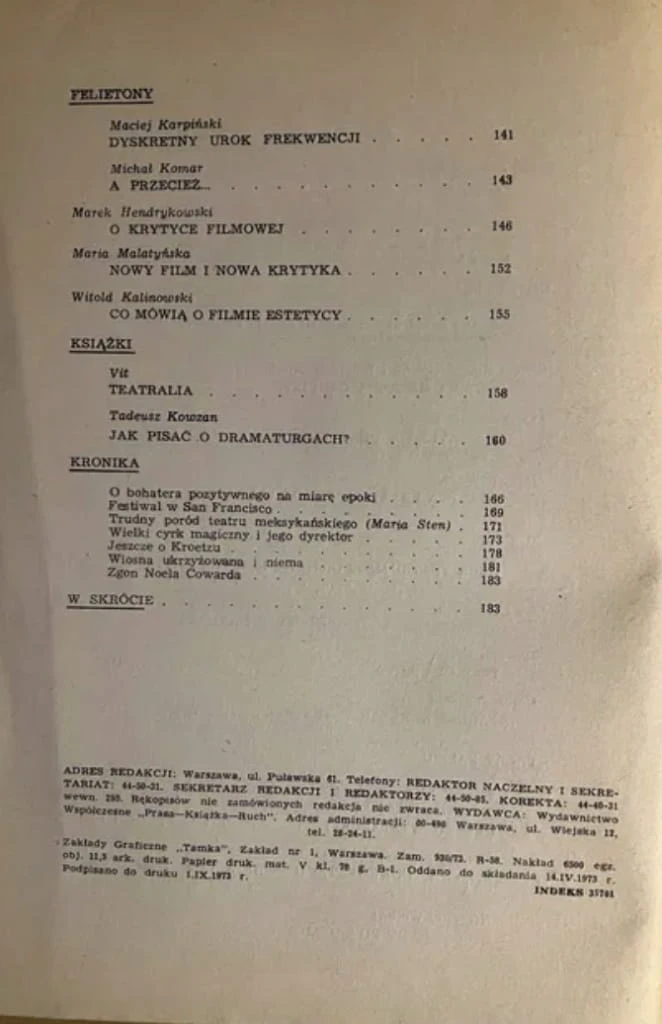 FELIETONY
Maciej Karpiński
DYSKRETNY UROK FREKWENCJI . . . . . 141
Michał Komar
A PRZECIEŻ... . . . . . . . . . . . 143
Marek Hendrykowski
O KRYTYCE FILMOWEJ . . . . . . . . 146
Maria Malatyńska
NOWY FILM I NOWA KRYTYKA . . . . . . 152
Witold Kalinowski
CO MÓWIĄ O FILMIE ESTETYCY . . . . . . 155
KSIĄŻKI
Vit
TEATRALIA . . . . . . . . . . . . 158
Tadeusz Kowzan
JAK PISAĆ O DRAMATURGACH? . . . . . 160
KRONIKA
O bohatera pozytywnego na miarę epoki . . . . 166
Festiwal w San Francisco . . . . . . . . 169
Trudny poród teatru meksykańskiego (Maria Sten) . 171
Wielki cyrk magiczny i jego dyrektor . . . . . 173
Jeszcze o Kroetzu . . . . . . . . . . 178
Wiosna ukrzyżowana i niema . . . . . . . 181
Zgon Noela Cowarda . . . . . . . . . 183
W SKRÓCIE . . . . . . . . . . . . . 183
ADRES REDAKCJI: Warszawa, ul. Puławska 61. Telefony: REDAKTOR NACZELNY I SEKRE-
TARIAT: 44-50-31. SEKRETARZ REDAKCJI I REDAKTORZY: 44-50-85. KOREKTA: 44-40-31
wewn. Rękopisów nie zamówionych redakcja nie zwraca. WYDAWCA: Wydawnictwo
Współczesne „Prasa—Książka—Ruch". Adres administracji: 00-490 Warszawa, ul. Wiejska 12,
tel. 28-24-11.
Zakłady Graficzne „Tamka", Zakład nr 1, Warszawa. Zam. R-38. Nakład 6500 egz.
obj. 11,5 ark. druk. Papier druk. mat. V kl. 70 g, B-1. Oddano do składania 14.IV.1973 r.
Podpisano do druku 1.IX.1973 r.
INDEKS